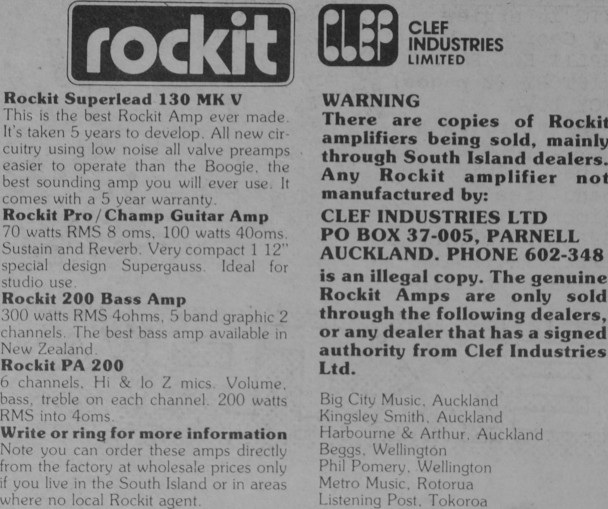 rockit
Rockit Superlead 130 MK V
This is the best Rockit Amp ever made.
It's taken 5 years to develop. All new cir-
cuitry using low noise all valve preamps
easier to operate than the Boogie, the
best sounding amp you will ever use. It
comes with a 5 year warranty.
Rockit Pro/Champ Guitar Amp
70 watts RMS 8 oms, 100 watts 40oms.
Sustain and Reverb. Very compact 1 12"
special design Supergauss. Ideal for
studio use.
Rockit 200 Bass Amp
300 watts RMS 4ohms, 5 band graphic 2
channels. The best bass amp available in
New Zealand.
Rockit PA 200
6 channels, Hi & lo Z mics. Volume,
bass, treble on each channel. 200 watts
RMS into 4oms.
Write or ring for more information
Note you can order these amps directly
from the factory at wholesale prices only
if you live in the South Island or in areas
where no local Rockit agent.
CLEF
CLEF
INDUSTRIES
LIMITED
WARNING
There are copies of Rockit
amplifiers being sold, mainly
through South Island dealers.
Any Rockit amplifier not
manufactured by:
CLEF INDUSTRIES LTD
PO BOX 37-005, PARNELL
AUCKLAND. PHONE 602-348
is an illegal copy. The genuine
Rockit Amps are only sold
through the following dealers,
or any dealer that has a signed
authority from Clef Industries
Ltd.
Big City Music, Auckland
Kingsley Smith, Auckland
Harbourne & Arthur, Auckland
Beggs, Wellington
Phil Pomery, Wellington
Metro Music, Rotorua
Listening Post, Tokoroa